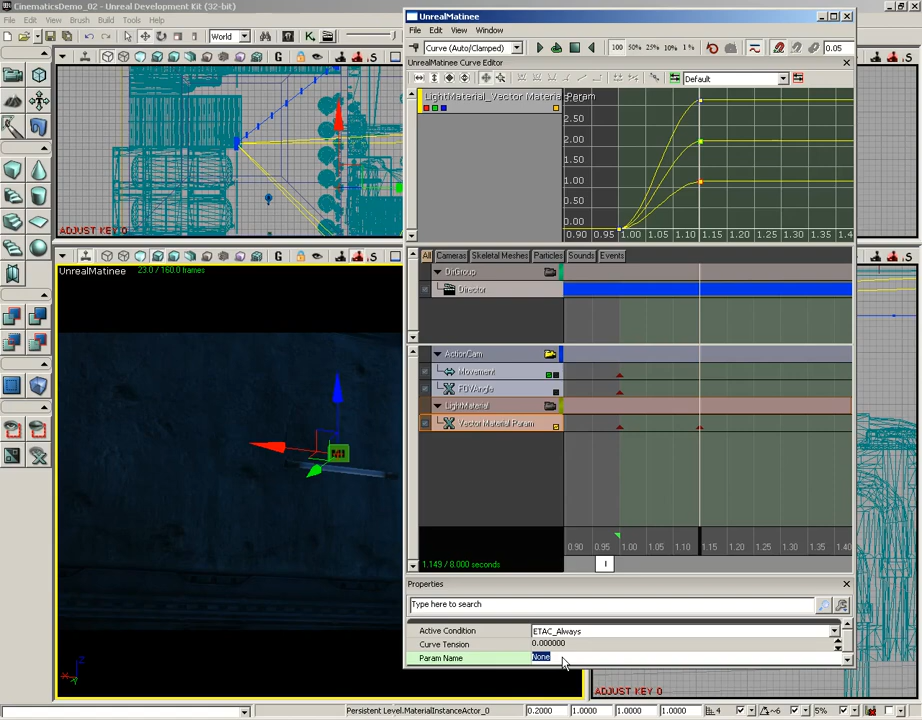 CinematicsDemo_02 - Unreal Development Kit (32-bit)
File Edit View Brush Build Tools Help
World
ADJUST KEY 0
UnrealMatinee
23.0 / 160.0 frames
UnrealMatinee
File Edit View Window
Curve (Auto/Clamped)
100 50% 25% 10% 1%
0.05
UnrealMatinee Curve Editor
Default
LightMaterial_Vector Material Param
2.50
2.00
1.50
1.00
0.50
0.00
0.90 0.95 1.00 1.05 1.10 1.15 1.20 1.25 1.30 1.35 1.4
All Cameras Skeletal Meshes Particles Sounds Events
DirGroup
Director
ActionCam
Movement
FOVAngle
LightMaterial
Vector Material Param
0.90 0.95 1.00 1.05 1.10 1.15 1.20 1.25 1.30 1.35 1.40
1.149 / 8.000 seconds
Properties
Type here to search
Active Condition ETAC_Always
Curve Tension 0.000000
Param Name None
ADJUST KEY 0
Persistent Level.MaterialInstanceActor_0 0.2000 1.0000 1.0000 1.0000 4 ~6 5%